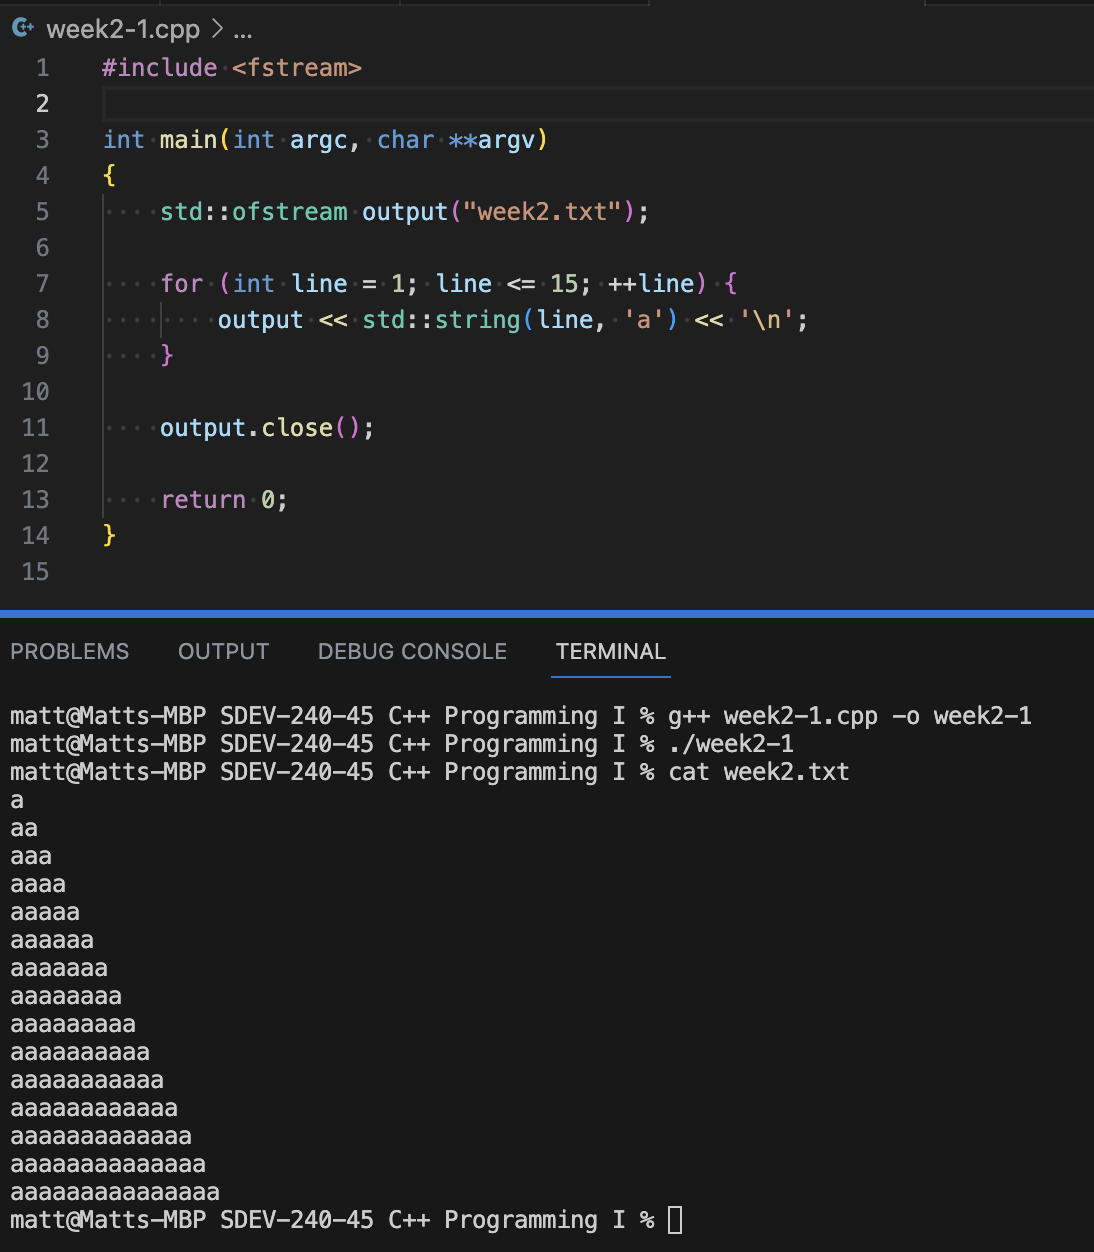 week2-1.cpp > ...
1 #include <fstream>
2
3 int main(int argc, char **argv)
4 {
5     std::ofstream output("week2.txt");
6
7     for (int line = 1; line <= 15; ++line) {
8         output << std::string(line, 'a') << '\n';
9     }
10
11     output.close();
12
13     return 0;
14 }
15
PROBLEMS OUTPUT DEBUG CONSOLE TERMINAL
matt@Matts-MBP SDEV-240-45 C++ Programming I % g++ week2-1.cpp -o week2-1
matt@Matts-MBP SDEV-240-45 C++ Programming I % ./week2-1
matt@Matts-MBP SDEV-240-45 C++ Programming I % cat week2.txt
a
aa
aaa
aaaa
aaaaa
aaaaaa
aaaaaaa
aaaaaaaa
aaaaaaaaa
aaaaaaaaaa
aaaaaaaaaaa
aaaaaaaaaaaa
aaaaaaaaaaaaa
aaaaaaaaaaaaaa
aaaaaaaaaaaaaaa
matt@Matts-MBP SDEV-240-45 C++ Programming I %